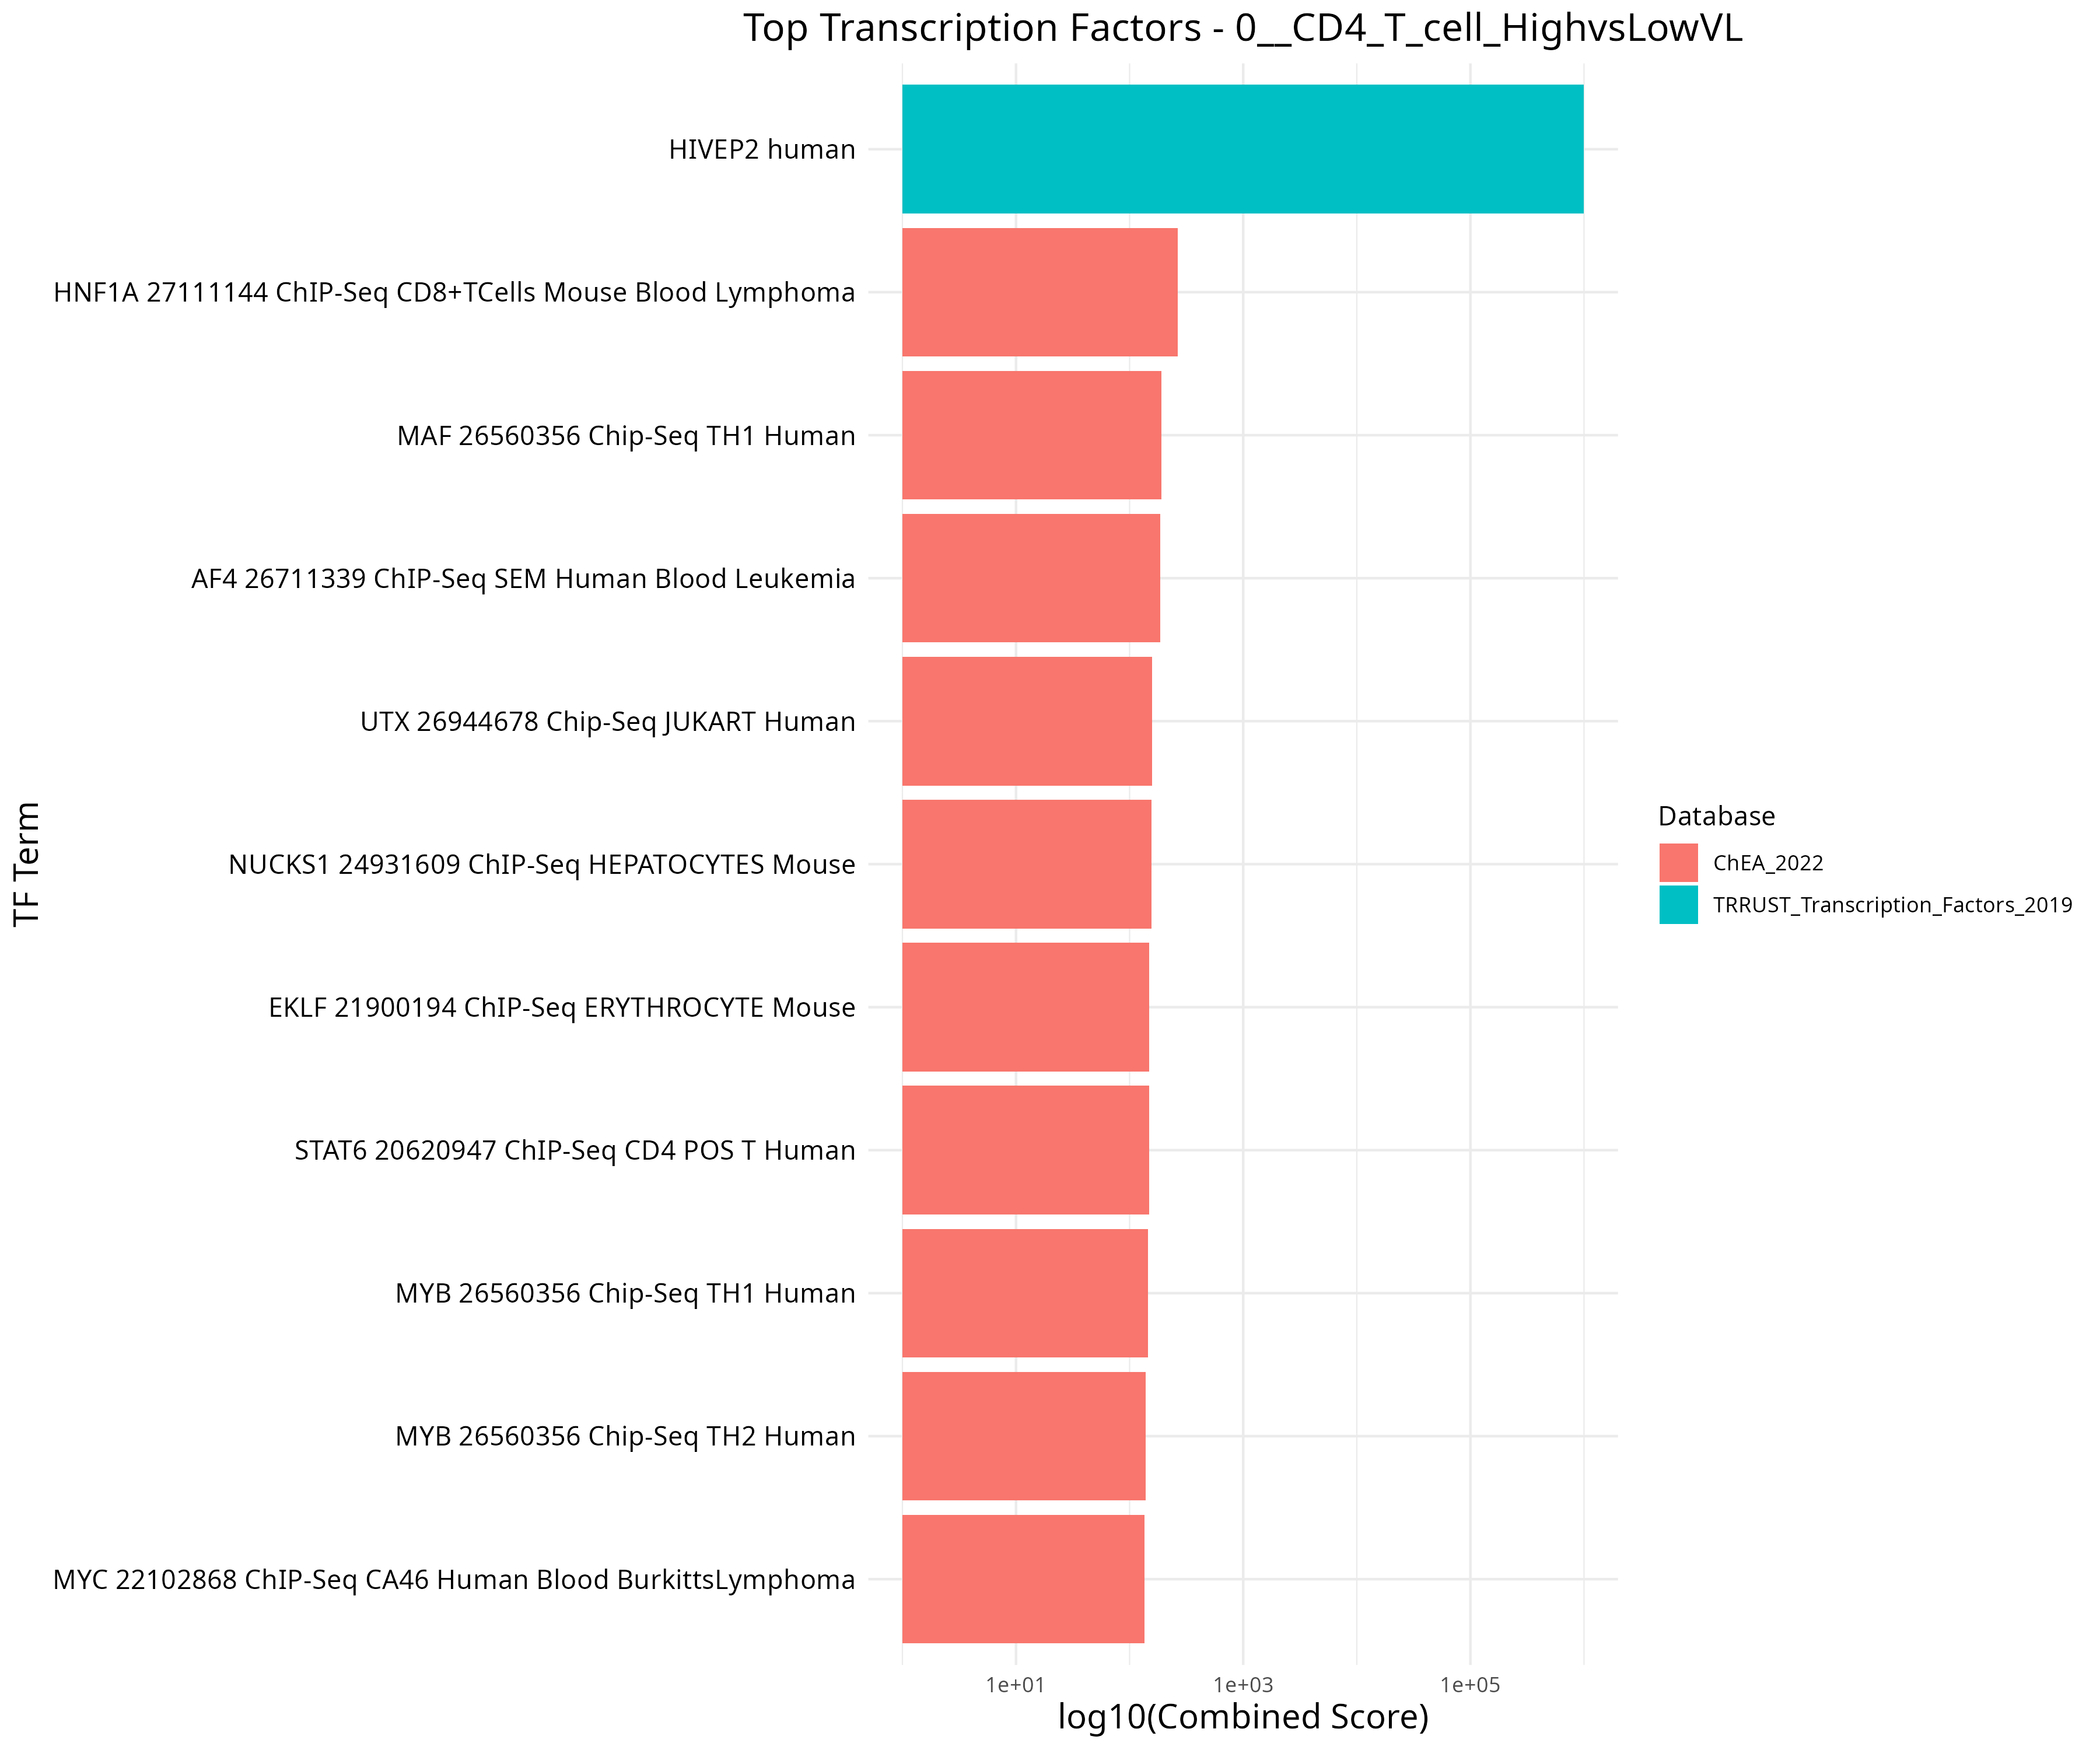 Top Transcription Factors - 0__CD4_T_cell_HighvsLowVL
HIVEP2 human
HNF1A 27111144 ChIP-Seq CD8+TCells Mouse Blood Lymphoma
MAF 26560356 Chip-Seq TH1 Human
AF4 26711339 ChIP-Seq SEM Human Blood Leukemia
UTX 26944678 Chip-Seq JUKART Human
NUCKS1 24931609 ChIP-Seq HEPATOCYTES Mouse
EKLF 21900194 ChIP-Seq ERYTHROCYTE Mouse
STAT6 20620947 ChIP-Seq CD4 POS T Human
MYB 26560356 Chip-Seq TH1 Human
MYB 26560356 Chip-Seq TH2 Human
MYC 22102868 ChIP-Seq CA46 Human Blood BurkittsLymphoma
TF Term
1e+01 1e+03 1e+05
log10(Combined Score)
Database
ChEA_2022
TRRUST_Transcription_Factors_2019